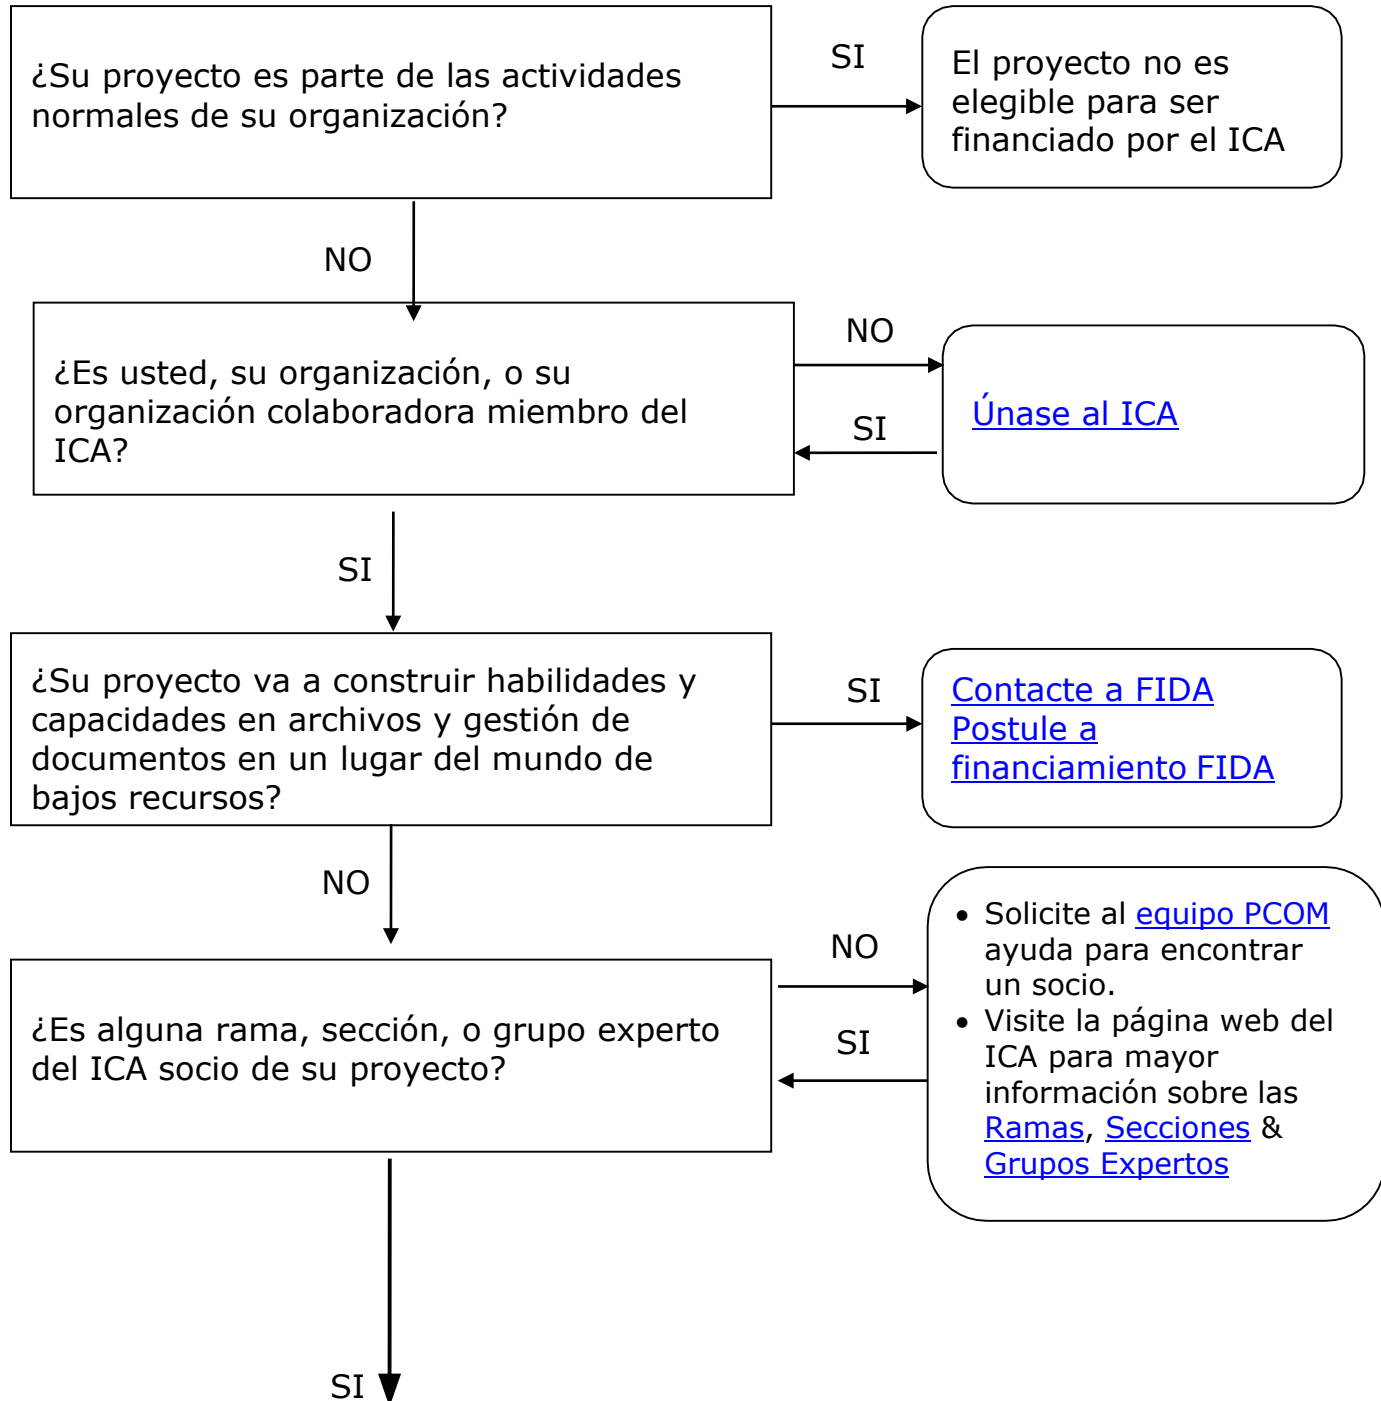 ¿Su proyecto es parte de las actividades
normales de su organización?
SI
El proyecto no es
elegible para ser
financiado por el ICA
NO
¿Es usted, su organización, o su
organización colaboradora miembro del
ICA?
NO
SI
Únase al ICA
SI
¿Su proyecto va a construir habilidades y
capacidades en archivos y gestión de
documentos en un lugar del mundo de
bajos recursos?
SI
Contacte a FIDA
Postule a
financiamiento FIDA
NO
¿Es alguna rama, sección, o grupo experto
del ICA socio de su proyecto?
NO
SI
• Solicite al equipo PCOM
ayuda para encontrar
un socio.
• Visite la página web del
ICA para mayor
información sobre las
Ramas, Secciones &
Grupos Expertos
SI